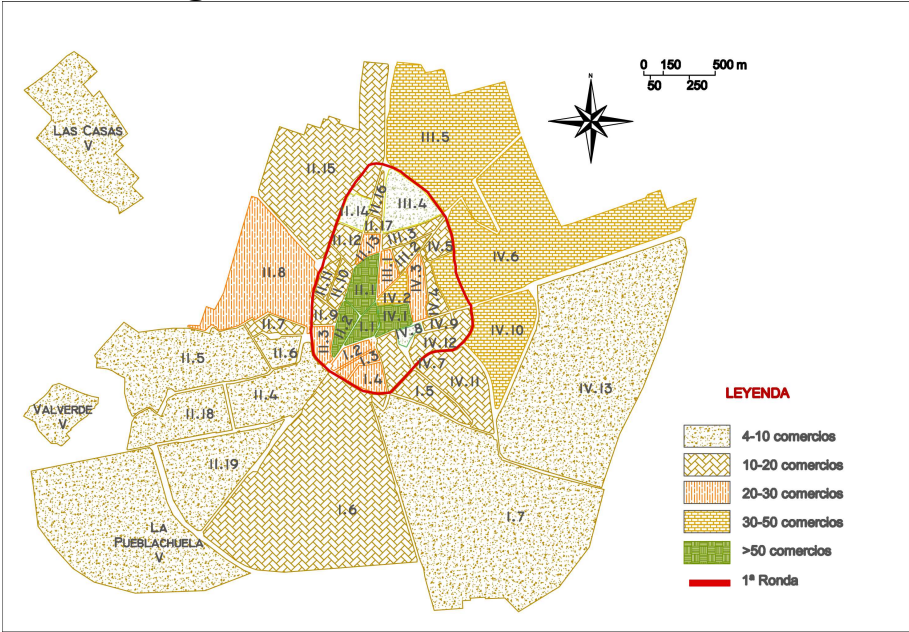 0 150 500 m
50 250
N
LAS CASAS
V
III.5
II.15
II.16
III.4
II.14
II.17
II.12
II.13
III.3
III.2
IV.5
III.1
IV.3
IV.6
II.8
II.11
II.10
II.1
IV.2
IV.4
II.9
II.2
I.1
IV.1
IV.8
IV.9
IV.10
II.7
II.3
IV.12
II.6
I.2
I.3
IV.7
II.5
I.4
IV.11
I.5
IV.13
II.4
VALVERDE
V.
II.18
II.19
I.6
I.7
LA
PUEBLACHUELA
V
LEYENDA
4-10 comercios
10-20 comercios
20-30 comercios
30-50 comercios
>50 comercios
1ª Ronda